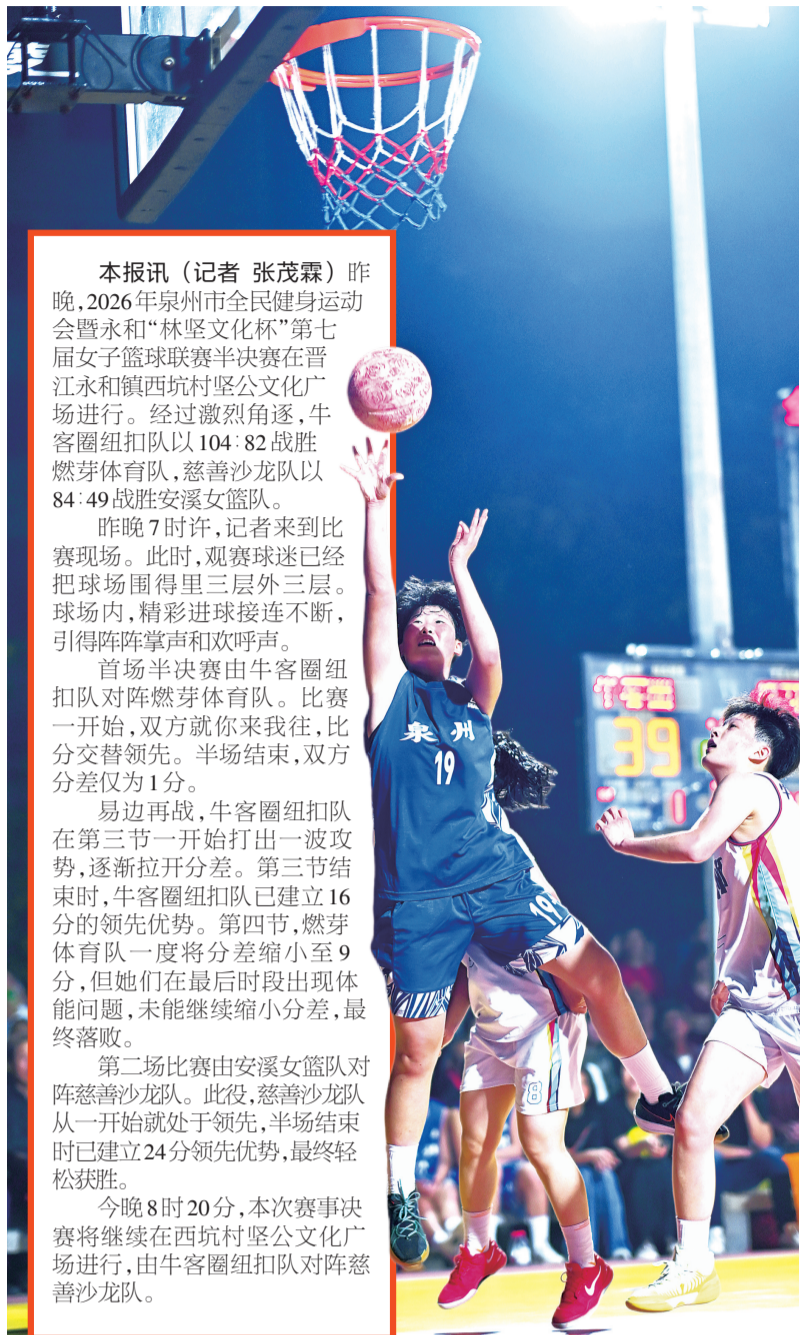 本报讯（记者 张茂霖）昨
晚，2026年泉州市全民健身运动
会暨永和“林坚文化杯”第七
届女子篮球联赛半决赛在晋
江永和镇西坑村坚公文化广
场进行。经过激烈角逐，牛
客圈纽扣队以104∶82战胜
燃芽体育队，慈善沙龙队以
84∶49战胜安溪女篮队。
昨晚7时许，记者来到比
赛现场。此时，观赛球迷已经
把球场围得里三层外三层。
球场内，精彩进球接连不断，
引得阵阵掌声和欢呼声。
首场半决赛由牛客圈纽
扣队对阵燃芽体育队。比赛
一开始，双方就你来我往，比
分交替领先。半场结束，双方
分差仅为1分。
易边再战，牛客圈纽扣队
在第三节一开始打出一波攻
势，逐渐拉开分差。第三节结
束时，牛客圈纽扣队已建立16
分的领先优势。第四节，燃芽
体育队一度将分差缩小至9
分，但她们在最后时段出现体
能问题，未能继续缩小分差，最
终落败。
第二场比赛由安溪女篮队对
阵慈善沙龙队。此役，慈善沙龙队
从一开始就处于领先，半场结束
时已建立24分领先优势，最终轻
松获胜。
今晚8时20分，本次赛事决
赛将继续在西坑村坚公文化广
场进行，由牛客圈纽扣队对阵慈
善沙龙队。
泉州
19
19
8
39
1